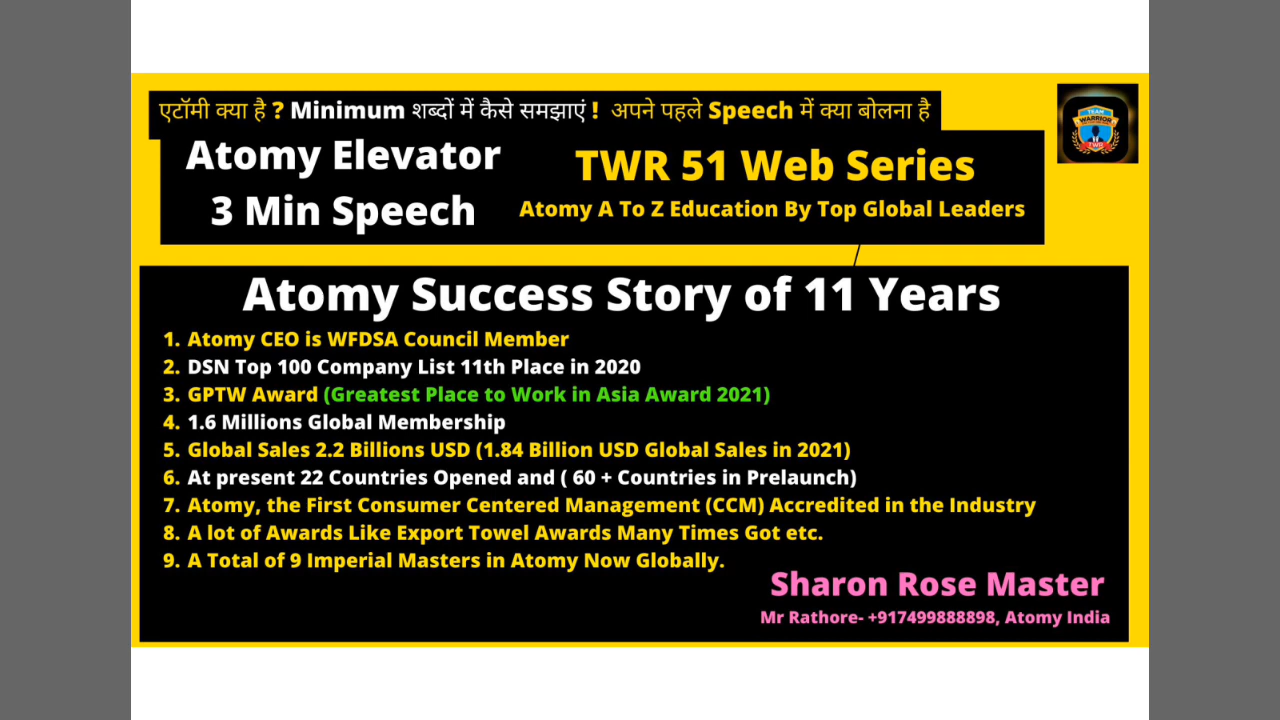 एटॉमी क्या है ? Minimum शब्दों में कैसे समझाएं ! अपने पहले Speech में क्या बोलना है
Atomy Elevator
3 Min Speech
TWR 51 Web Series
Atomy A To Z Education By Top Global Leaders
TEAM
WARRIOR
TWR
Atomy Success Story of 11 Years
1. Atomy CEO is WFDSA Council Member
2. DSN Top 100 Company List 11th Place in 2020
3. GPTW Award (Greatest Place to Work in Asia Award 2021)
4. 1.6 Millions Global Membership
5. Global Sales 2.2 Billions USD (1.84 Billion USD Global Sales in 2021)
6. At present 22 Countries Opened and ( 60 + Countries in Prelaunch)
7. Atomy, the First Consumer Centered Management (CCM) Accredited in the Industry
8. A lot of Awards Like Export Towel Awards Many Times Got etc.
9. A Total of 9 Imperial Masters in Atomy Now Globally.
Sharon Rose Master
Mr Rathore- +917499888898, Atomy India